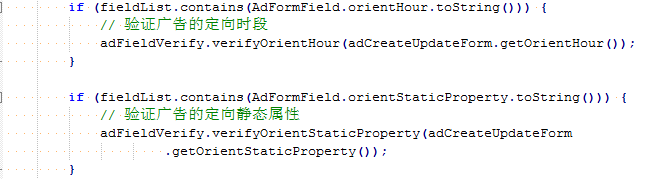 if (fieldList.contains(AdFormField.orientHour.toString())) {
// 验证广告的定向时段
adFieldVerify.verifyOrientHour(adCreateUpdateForm.getOrientHour());
}
if (fieldList.contains(AdFormField.orientStaticProperty.toString())) {
// 验证广告的定向静态属性
adFieldVerify.verifyOrientStaticProperty(adCreateUpdateForm
.getOrientStaticProperty());
}